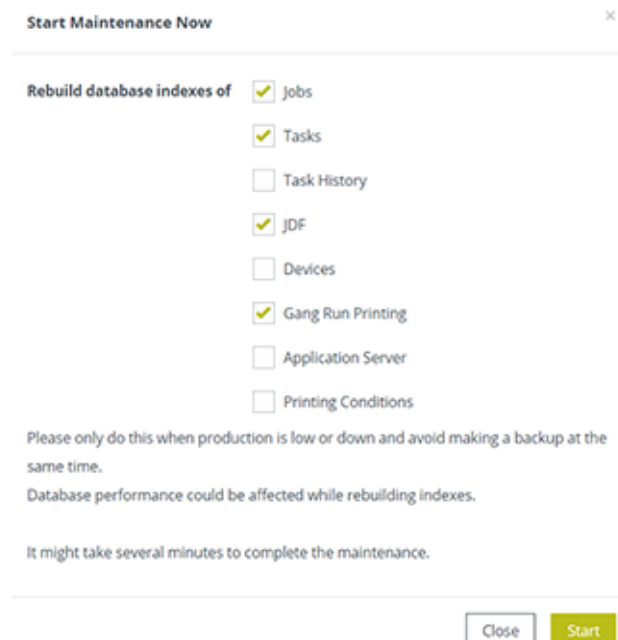 Start Maintenance Now
Rebuild database indexes of
Jobs
Tasks
Task History
JDF
Devices
Gang Run Printing
Application Server
Printing Conditions
Please only do this when production is low or down and avoid making a backup at the
same time.
Database performance could be affected while rebuilding indexes.
It might take several minutes to complete the maintenance.
Close
Start